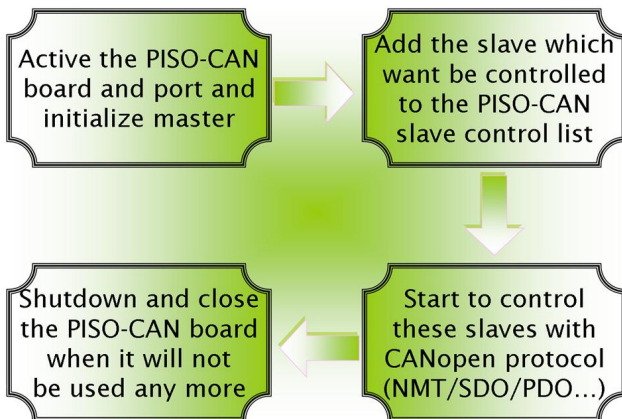 Active the PISO-CAN
board and port and
initialize master
Add the slave which
want be controlled
to the PISO-CAN
slave control list
Start to control
these slaves with
CANopen protocol
(NMT/SDO/PDO...)
Shutdown and close
the PISO-CAN board
when it will not
be used any more